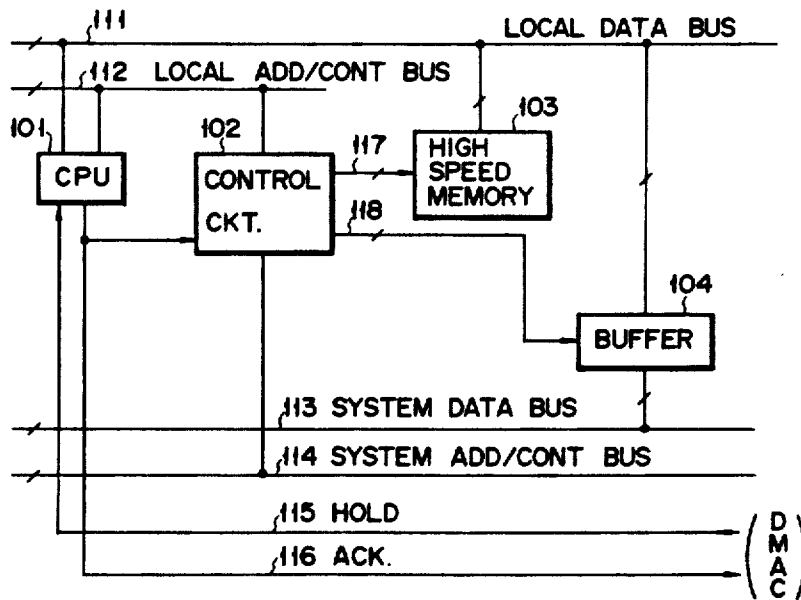 111
LOCAL DATA BUS
112 LOCAL ADD/CONT BUS
101
CPU
102
CONTROL
CKT.
117
118
103
HIGH
SPEED
MEMORY
104
BUFFER
113 SYSTEM DATA BUS
114 SYSTEM ADD/CONT BUS
115 HOLD
116 ACK.
(DMAC)